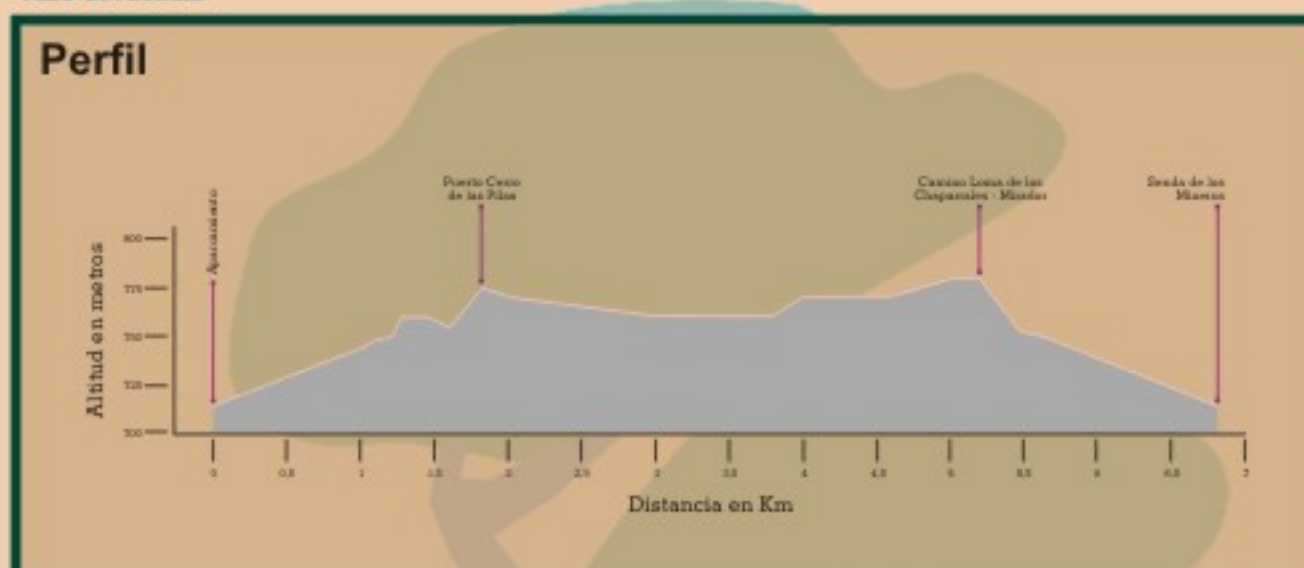 Perfil
Aparcamiento
Puerto Cerro
de las Pilas
Camino Loma de los
Chaparrales - Mirador
Senda de los
Mineros
Altitud en metros
800
775
750
725
700
0 0,5 1 1,5 2 2,5 3 3,5 4 4,5 5 5,5 6 6,5 7
Distancia en Km